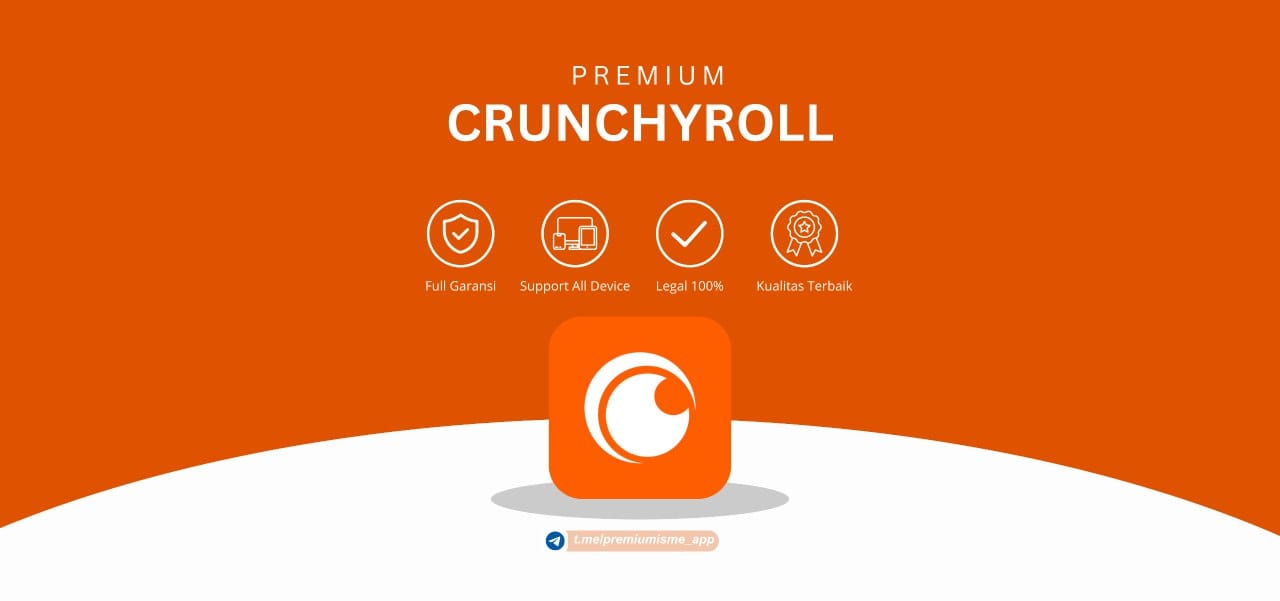 PREMIUM
CRUNCHYROLL
Full Garansi
Support All Device
Legal 100%
Kualitas Terbaik
t.me/premiumisme_app